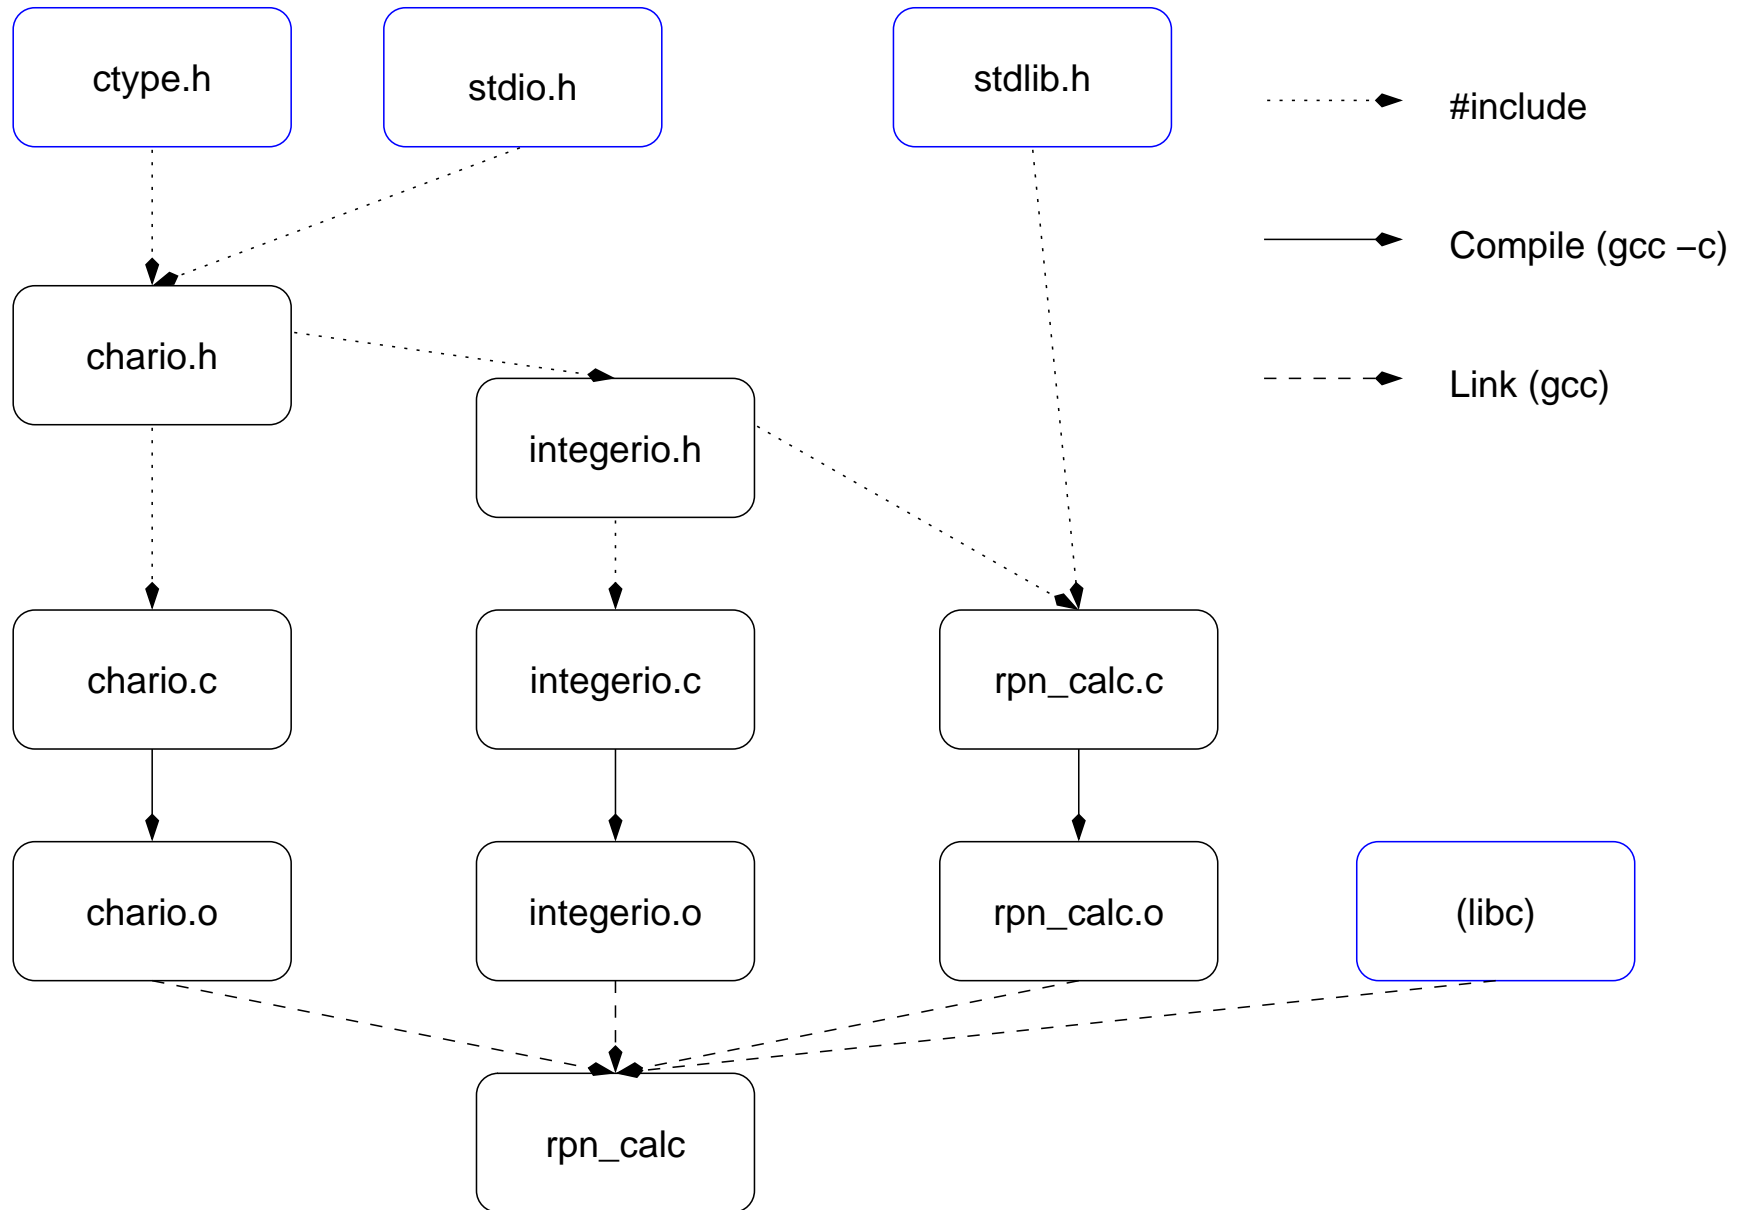 ctype.h
stdio.h
stdlib.h
#include
Compile (gcc −c)
chario.h
Link (gcc)
integerio.h
chario.c
integerio.c
rpn_calc.c
chario.o
integerio.o
rpn_calc.o
(libc)
rpn_calc